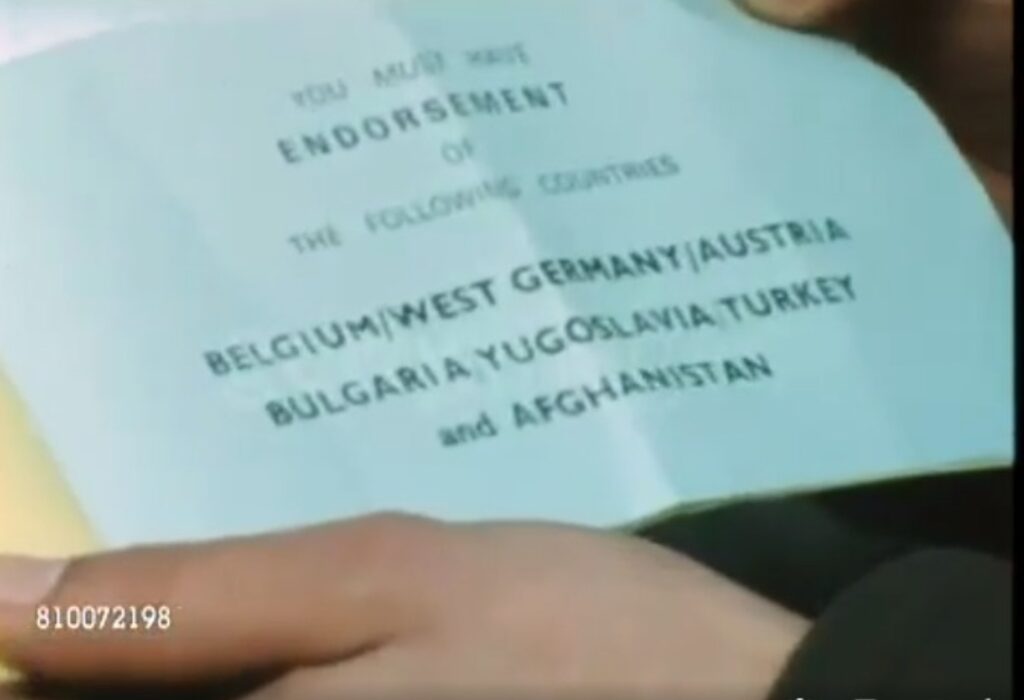 YOU MUST HAVE
ENDORSEMENT
OF
THE FOLLOWING COUNTRIES
BELGIUM/WEST GERMANY/AUSTRIA
BULGARIA/YUGOSLAVIA/TURKEY
and AFGHANISTAN
810072198